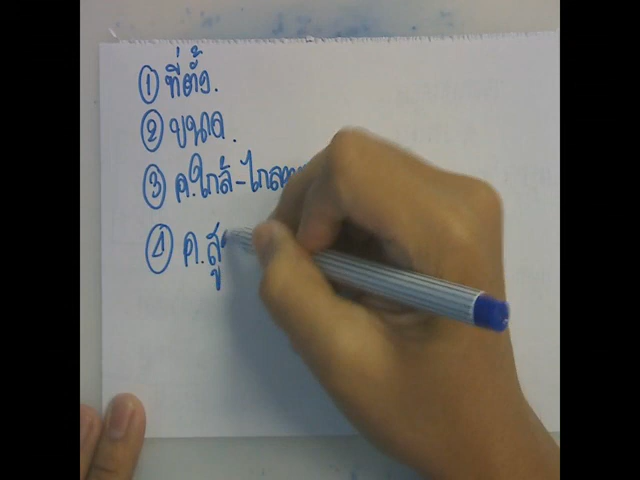 ① ที่ตั้ง.
② ขนาด.
③ ค.ใกล้-ไกล
④ ค.สู